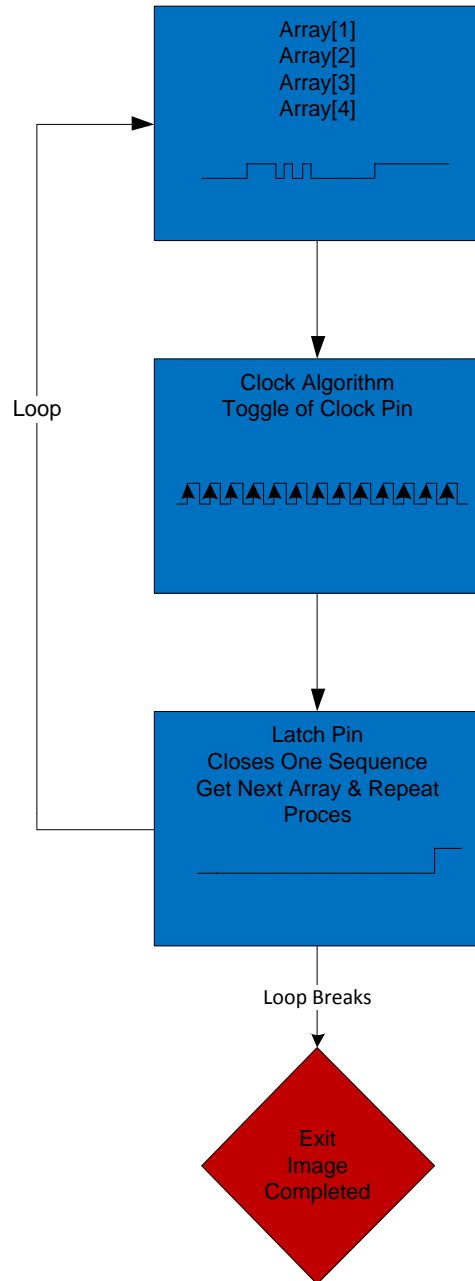 Array[1]
Array[2]
Array[3]
Array[4]
Loop
Clock Algorithm
Toggle of Clock Pin
Latch Pin
Closes One Sequence
Get Next Array & Repeat
Proces
Loop Breaks
Exit
Image
Completed